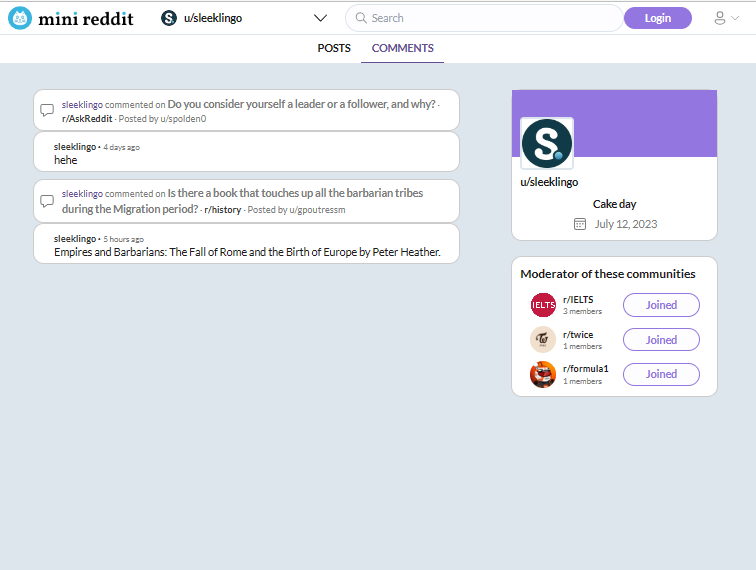 mini reddit
u/sleeklingo
Search
Login
POSTS
COMMENTS
sleeklingo commented on Do you consider yourself a leader or a follower, and why? ·
r/AskReddit · Posted by u/spolden0
sleeklingo • 4 days ago
hehe
sleeklingo commented on Is there a book that touches up all the barbarian tribes
during the Migration period? · r/history · Posted by u/gpoutressm
sleeklingo • 5 hours ago
Empires and Barbarians: The Fall of Rome and the Birth of Europe by Peter Heather.
S
u/sleeklingo
Cake day
July 12, 2023
Moderator of these communities
IELTS
r/IELTS
3 members
Joined
r/twice
1 members
Joined
r/formula1
1 members
Joined